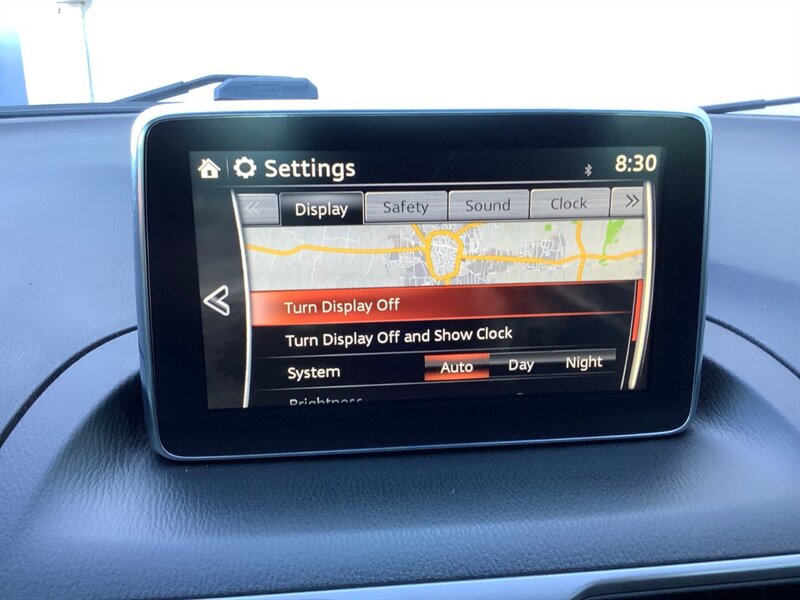 Settings 8:30
Display Safety Sound Clock
Turn Display Off
Turn Display Off and Show Clock
System Auto Day Night
Brightness